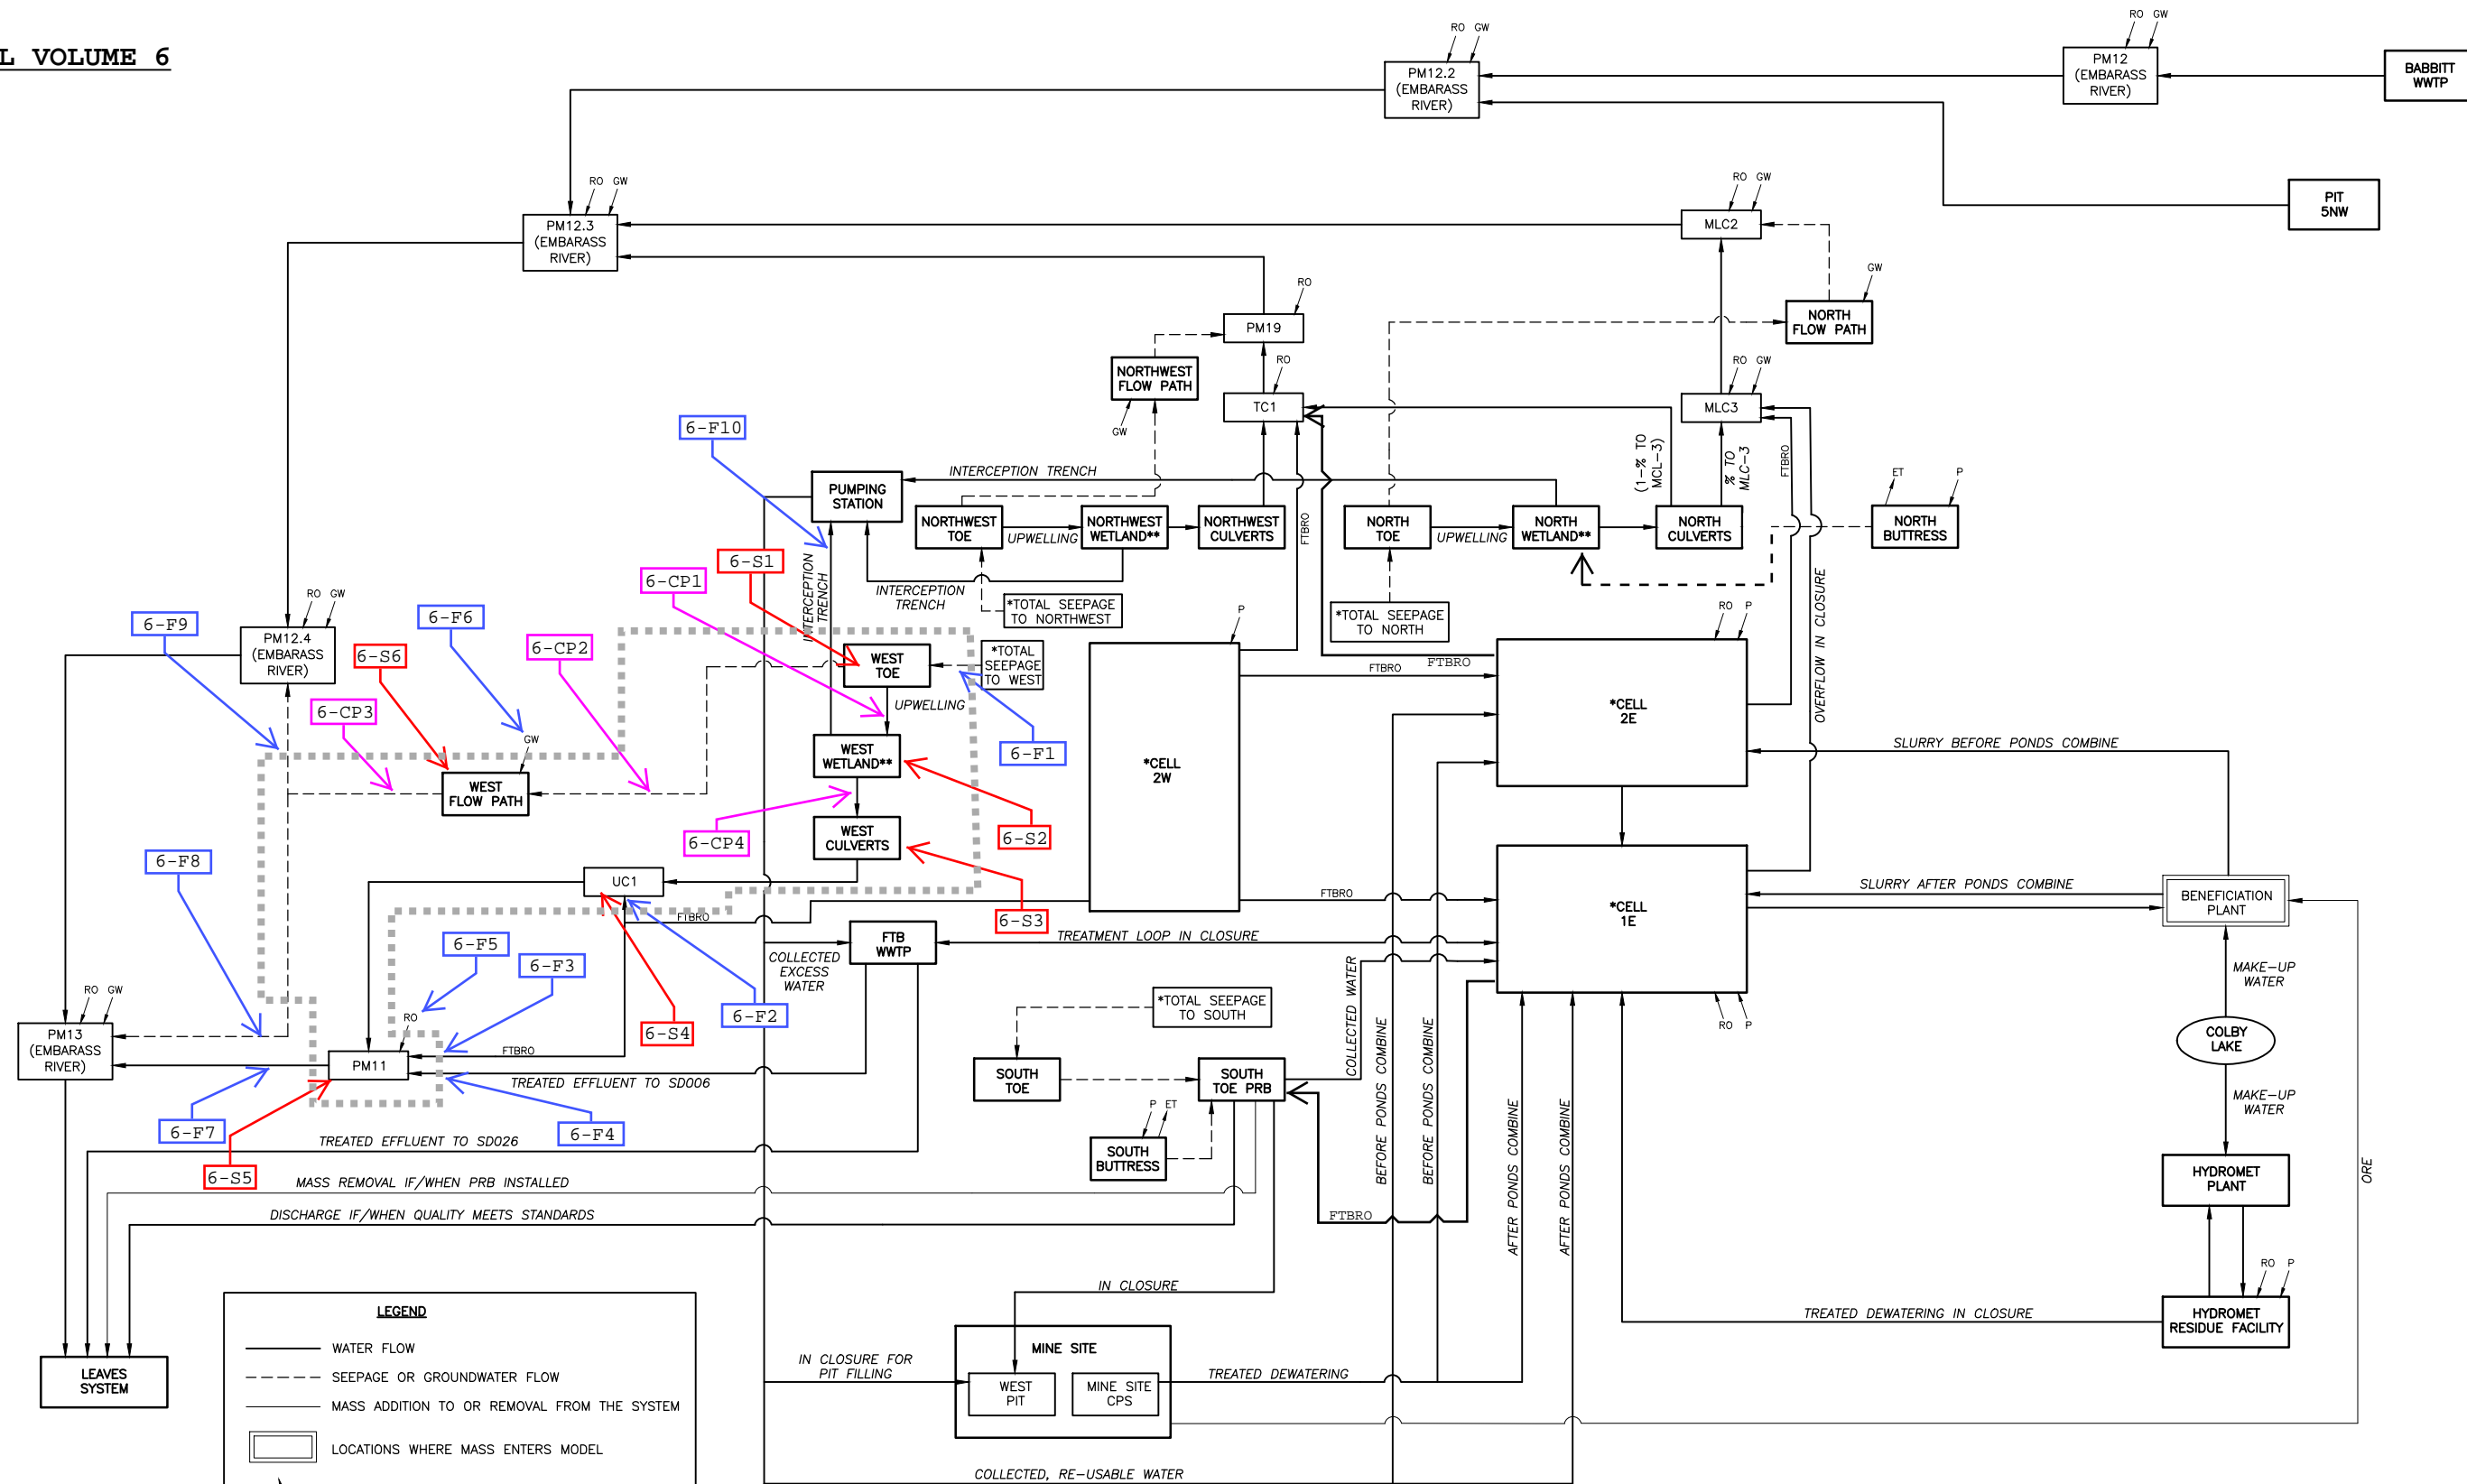 L VOLUME 6
RO GW
PM12
(EMBARASS
RIVER)
BABBITT
WWTP
RO GW
PM12.2
(EMBARASS
RIVER)
PIT
5NW
RO GW
PM12.3
(EMBARASS
RIVER)
RO GW
MLC2
GW
NORTH
FLOW PATH
RO
PM19
NORTHWEST
FLOW PATH
GW
RO
TC1
RO GW
MLC3
6-F10
INTERCEPTION TRENCH
PUMPING
STATION
NORTHWEST
TOE
UPWELLING
NORTHWEST
WETLAND**
NORTHWEST
CULVERTS
FTBRO
NORTH
TOE
UPWELLING
NORTH
WETLAND**
NORTH
CULVERTS
(1-% TO
MCL-3)
% TO
MLC-3
FTBRO
ET P
NORTH
BUTTRESS
INTERCEPTION
TRENCH
INTERCEPTION
TRENCH
*TOTAL SEEPAGE
TO NORTHWEST
*TOTAL SEEPAGE
TO NORTH
OVERFLOW IN CLOSURE
6-S1
6-CP1
6-F9
6-F6
6-S6
6-CP2
6-CP3
RO GW
PM12.4
(EMBARASS
RIVER)
WEST
TOE
*TOTAL
SEEPAGE
TO WEST
UPWELLING
6-F1
GW
WEST
FLOW PATH
WEST
WETLAND**
6-S2
6-CP4
WEST
CULVERTS
6-S3
P
*CELL
2W
FTBRO
FTBRO
RO P
*CELL
2E
SLURRY BEFORE PONDS COMBINE
6-F8
UC1
FTBRO
FTBRO
*CELL
1E
RO P
SLURRY AFTER PONDS COMBINE
BENEFICIATION
PLANT
FTB
WWTP
TREATMENT LOOP IN CLOSURE
COLLECTED
EXCESS
WATER
6-F5
6-F3
6-F2
6-S4
MAKE-UP
WATER
COLBY
LAKE
MAKE-UP
WATER
RO GW
PM13
(EMBARASS
RIVER)
RO
PM11
FTBRO
TREATED EFFLUENT TO SD006
*TOTAL SEEPAGE
TO SOUTH
SOUTH
TOE
SOUTH
TOE PRB
COLLECTED WATER
BEFORE PONDS COMBINE
BEFORE PONDS COMBINE
AFTER PONDS COMBINE
AFTER PONDS COMBINE
6-F7
6-F4
6-S5
P ET
SOUTH
BUTTRESS
TREATED EFFLUENT TO SD026
MASS REMOVAL IF/WHEN PRB INSTALLED
DISCHARGE IF/WHEN QUALITY MEETS STANDARDS
FTBRO
HYDROMET
PLANT
ORE
RO P
HYDROMET
RESIDUE FACILITY
TREATED DEWATERING IN CLOSURE
IN CLOSURE
MINE SITE
WEST
PIT
MINE SITE
CPS
IN CLOSURE FOR
PIT FILLING
TREATED DEWATERING
LEAVES
SYSTEM
LEGEND
WATER FLOW
SEEPAGE OR GROUNDWATER FLOW
MASS ADDITION TO OR REMOVAL FROM THE SYSTEM
LOCATIONS WHERE MASS ENTERS MODEL
COLLECTED, RE-USABLE WATER